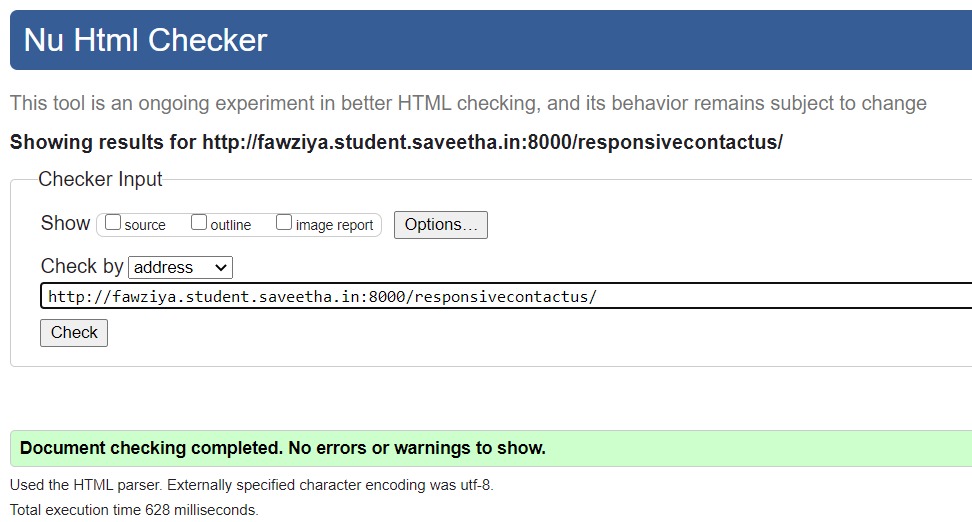 Nu Html Checker
This tool is an ongoing experiment in better HTML checking, and its behavior remains subject to change
Showing results for http://fawziya.student.saveetha.in:8000/responsivecontactus/
Checker Input
Show source outline image report Options...
Check by address
http://fawziya.student.saveetha.in:8000/responsivecontactus/
Check
Document checking completed. No errors or warnings to show.
Used the HTML parser. Externally specified character encoding was utf-8.
Total execution time 628 milliseconds.